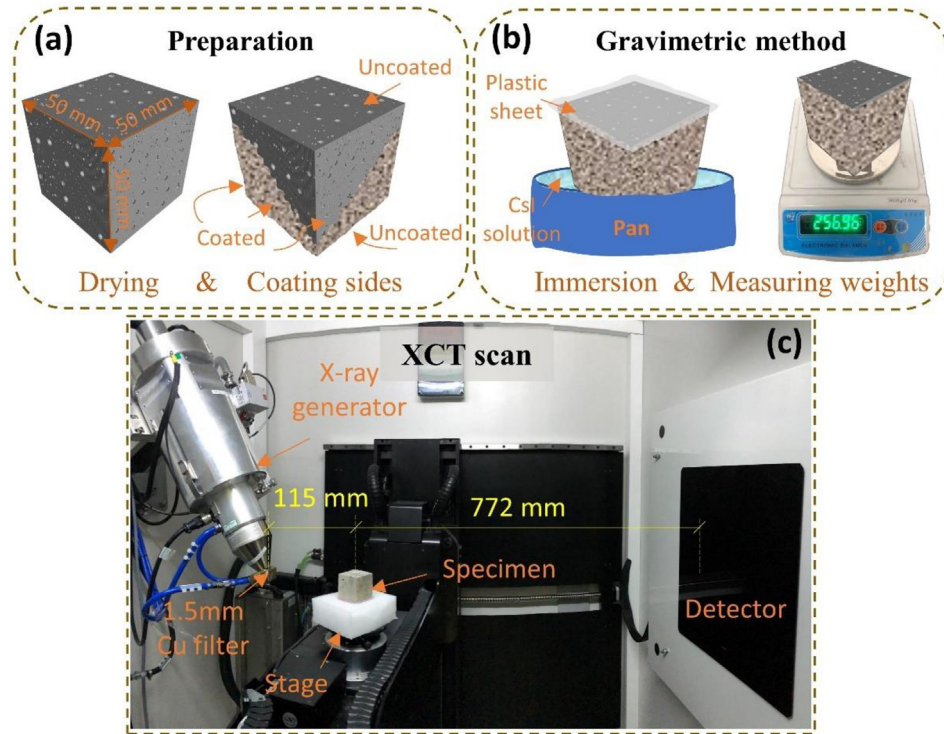 (a)
Preparation
50 mm
50 mm
50 mm
Uncoated
Coated
Uncoated
Drying & Coating sides
(b)
Gravimetric method
Plastic
sheet
CsI
solution
Pan
256.96
ELECTRONIC BALANCE
Immersion & Measuring weights
XCT scan
(c)
X-ray
generator
115 mm
772 mm
Specimen
1.5mm
Cu filter
Stage
Detector